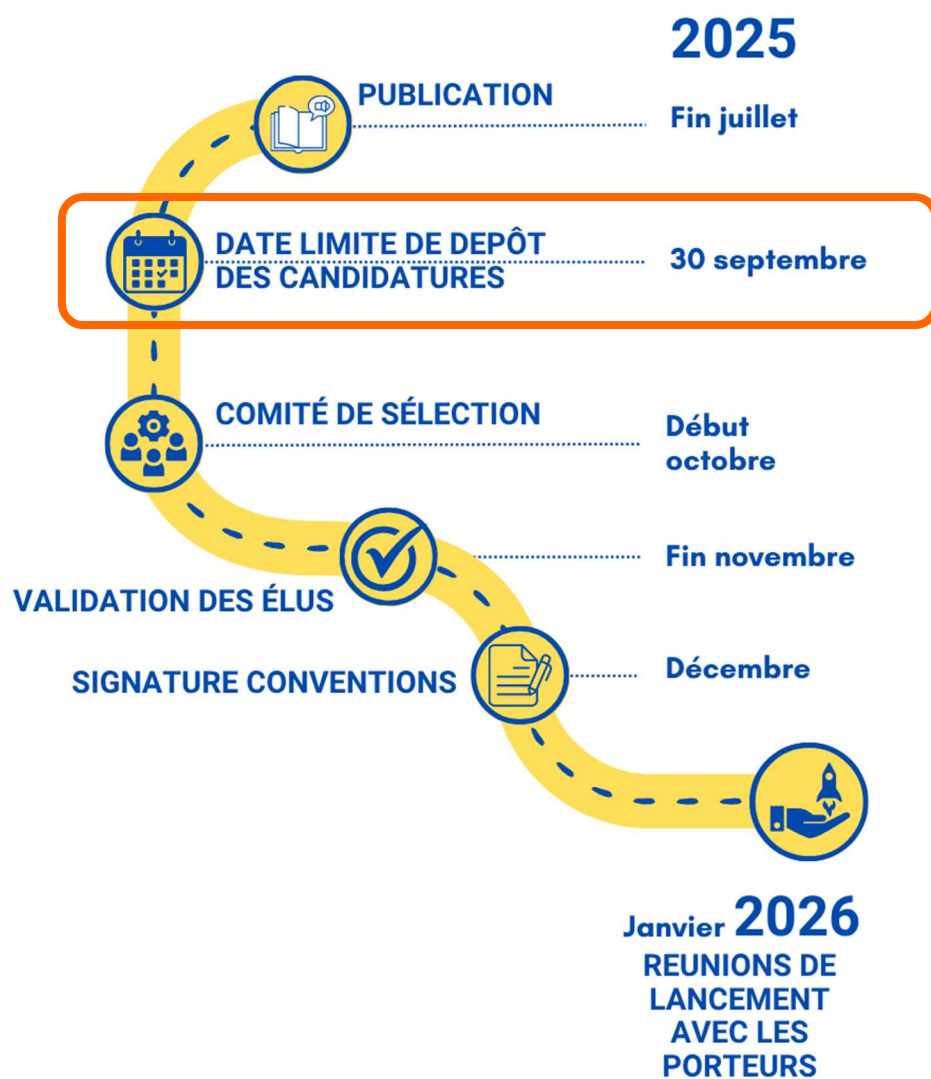 2025
PUBLICATION
Fin juillet
DATE LIMITE DE DEPÔT
DES CANDIDATURES
30 septembre
COMITÉ DE SÉLECTION
Début
octobre
Fin novembre
VALIDATION DES ÉLUS
SIGNATURE CONVENTIONS
Décembre
Janvier 2026
REUNIONS DE
LANCEMENT
AVEC LES
PORTEURS